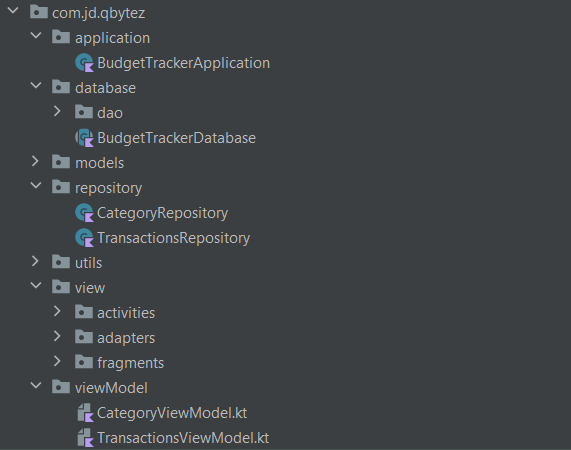 com.jd.qbytez
application
BudgetTrackerApplication
database
dao
BudgetTrackerDatabase
models
repository
CategoryRepository
TransactionsRepository
utils
view
activities
adapters
fragments
viewModel
CategoryViewModel.kt
TransactionsViewModel.kt